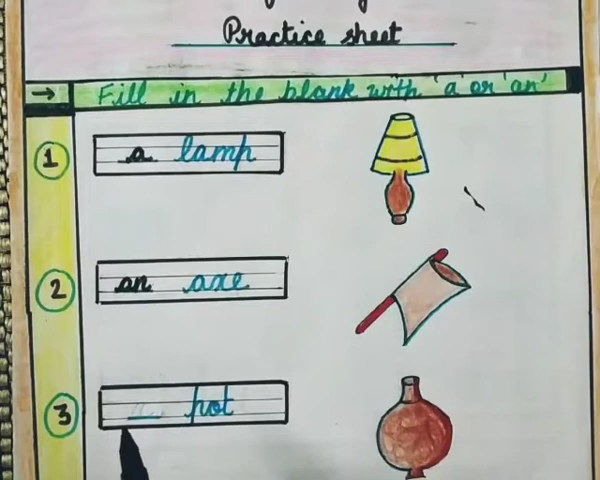 Practice sheet
→ Fill in the blank with 'a' or 'an'
1 a lamp
2 an axe
3 _ pot